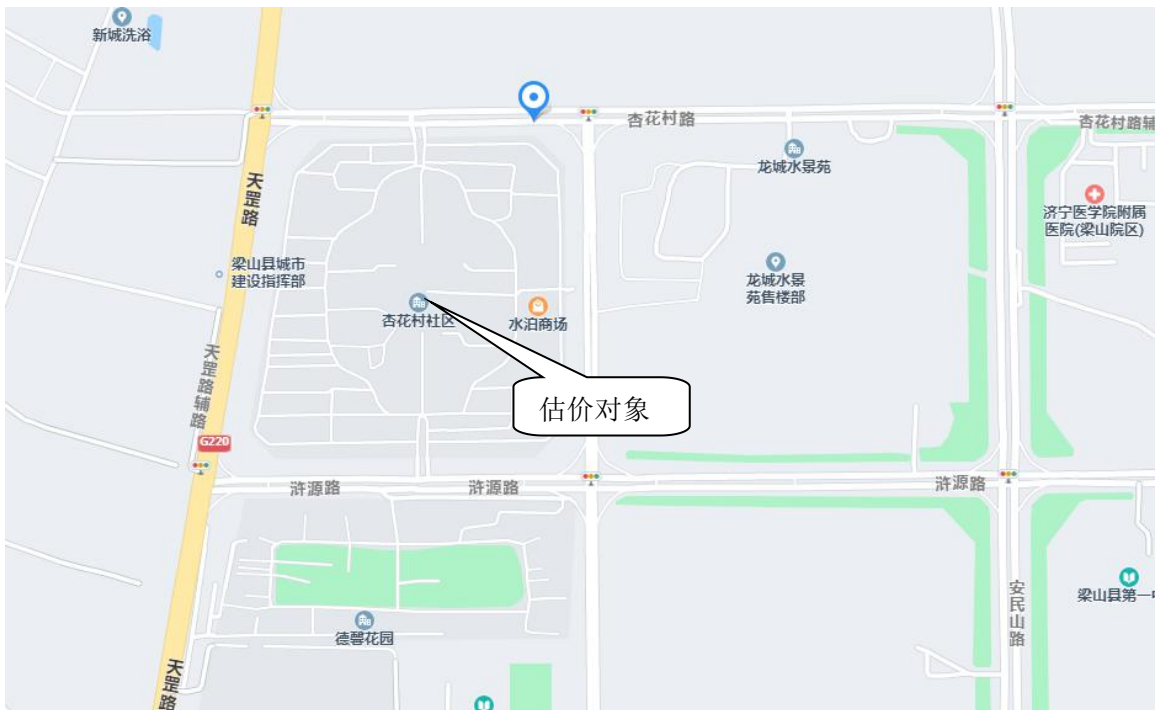 新城洗浴
杏花村路
杏花村路辅
龙城水景苑
天罡路
济宁医学院附属
医院(梁山院区)
梁山县城市
建设指挥部
龙城水景
苑售楼部
杏花村社区
水泊商场
天罡路辅路
估价对象
G220
浒源路
浒源路
浒源路
安民山路
梁山县第一中
德馨花园
天罡路